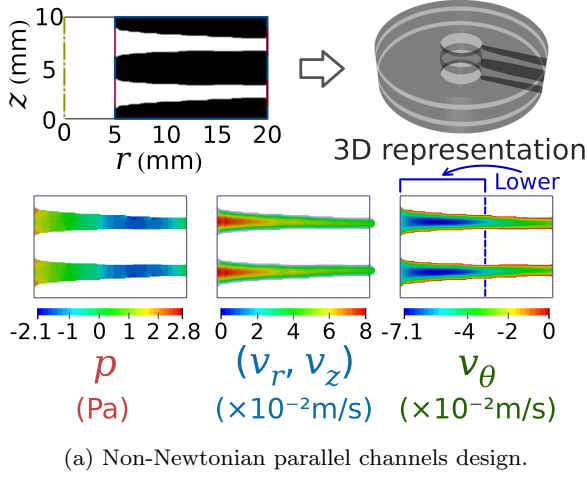 10
5
0
z (mm)
0 5 10 15 20
r (mm)
3D representation
Lower
-2.1 -1 0 1 2 2.8
0 2 4 6 8
-7.1 -4 -2 0
p
(vr, vz)
vθ
(Pa)
(×10⁻²m/s)
(×10⁻²m/s)
(a) Non-Newtonian parallel channels design.